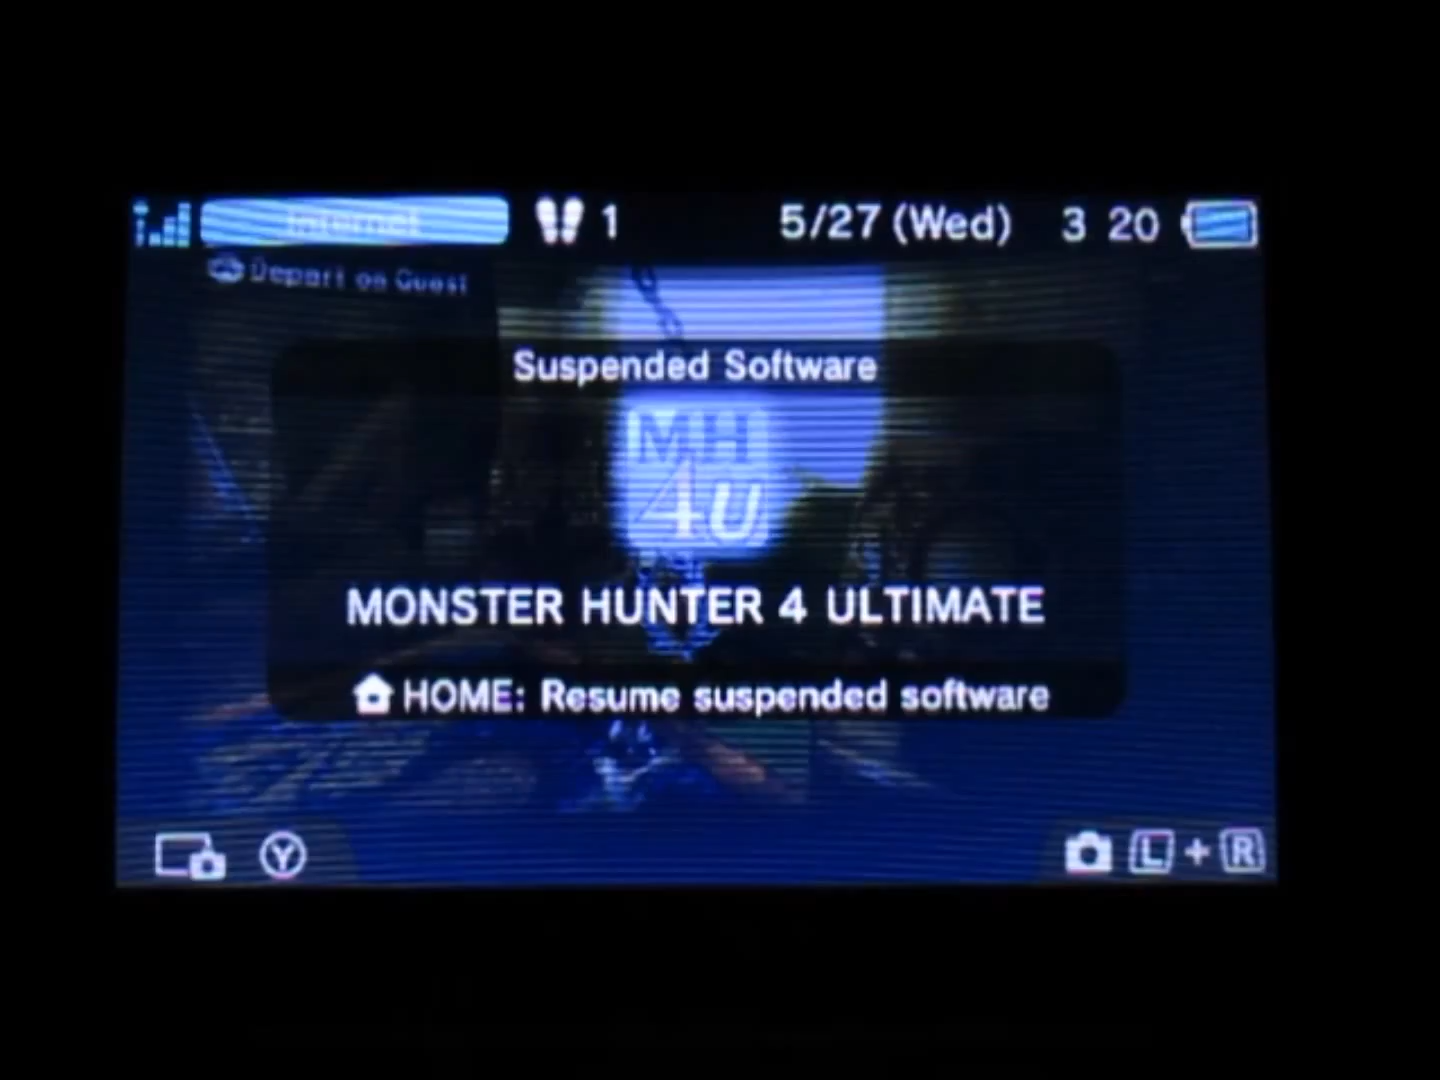 Internet 1 5/27 (Wed) 3 20
Depart on Quest
Suspended Software
MH
4U
MONSTER HUNTER 4 ULTIMATE
HOME: Resume suspended software
Y L + R